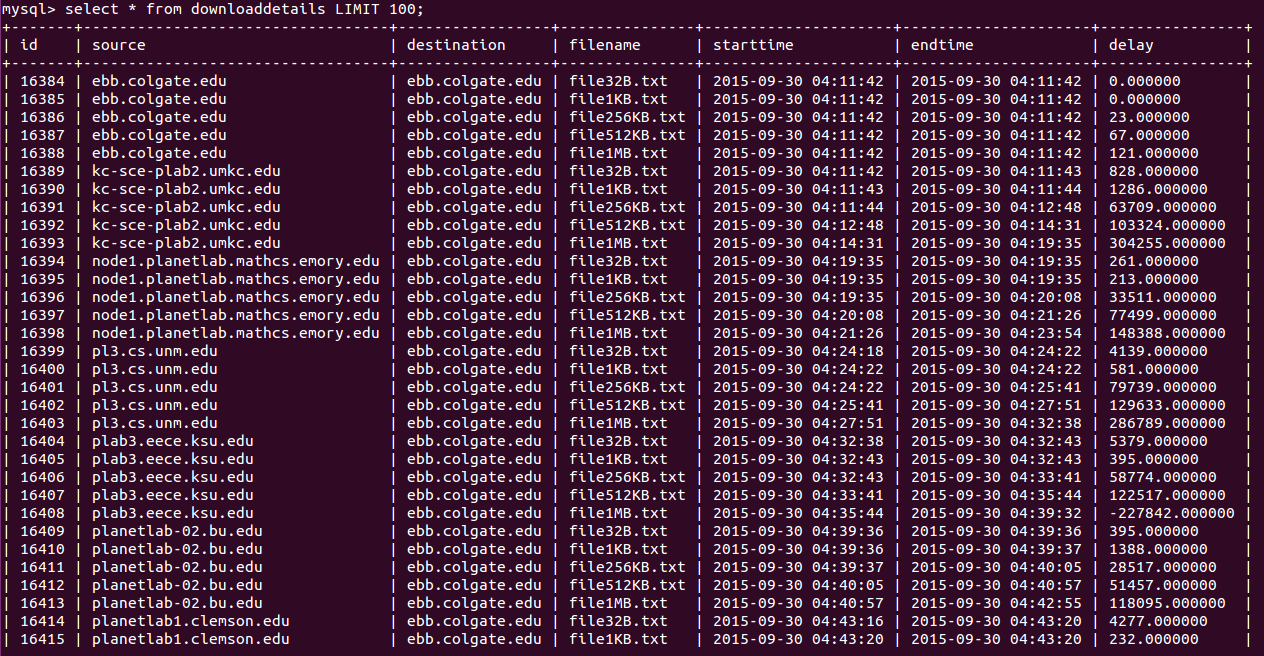 mysql> select * from downloaddetails LIMIT 100;
+-------+----------------------------------+-----------------+---------------+---------------------+---------------------+---------------+
| id | source | destination | filename | starttime | endtime | delay |
+-------+----------------------------------+-----------------+---------------+---------------------+---------------------+---------------+
| 16384 | ebb.colgate.edu | ebb.colgate.edu | file32B.txt | 2015-09-30 04:11:42 | 2015-09-30 04:11:42 | 0.000000 |
| 16385 | ebb.colgate.edu | ebb.colgate.edu | file1KB.txt | 2015-09-30 04:11:42 | 2015-09-30 04:11:42 | 0.000000 |
| 16386 | ebb.colgate.edu | ebb.colgate.edu | file256KB.txt | 2015-09-30 04:11:42 | 2015-09-30 04:11:42 | 23.000000 |
| 16387 | ebb.colgate.edu | ebb.colgate.edu | file512KB.txt | 2015-09-30 04:11:42 | 2015-09-30 04:11:42 | 67.000000 |
| 16388 | ebb.colgate.edu | ebb.colgate.edu | file1MB.txt | 2015-09-30 04:11:42 | 2015-09-30 04:11:42 | 121.000000 |
| 16389 | kc-sce-plab2.umkc.edu | ebb.colgate.edu | file32B.txt | 2015-09-30 04:11:42 | 2015-09-30 04:11:43 | 828.000000 |
| 16390 | kc-sce-plab2.umkc.edu | ebb.colgate.edu | file1KB.txt | 2015-09-30 04:11:43 | 2015-09-30 04:11:44 | 1286.000000 |
| 16391 | kc-sce-plab2.umkc.edu | ebb.colgate.edu | file256KB.txt | 2015-09-30 04:11:44 | 2015-09-30 04:12:48 | 63709.000000 |
| 16392 | kc-sce-plab2.umkc.edu | ebb.colgate.edu | file512KB.txt | 2015-09-30 04:12:48 | 2015-09-30 04:14:31 | 103324.000000 |
| 16393 | kc-sce-plab2.umkc.edu | ebb.colgate.edu | file1MB.txt | 2015-09-30 04:14:31 | 2015-09-30 04:19:35 | 304255.000000 |
| 16394 | node1.planetlab.mathcs.emory.edu | ebb.colgate.edu | file32B.txt | 2015-09-30 04:19:35 | 2015-09-30 04:19:35 | 261.000000 |
| 16395 | node1.planetlab.mathcs.emory.edu | ebb.colgate.edu | file1KB.txt | 2015-09-30 04:19:35 | 2015-09-30 04:19:35 | 213.000000 |
| 16396 | node1.planetlab.mathcs.emory.edu | ebb.colgate.edu | file256KB.txt | 2015-09-30 04:19:35 | 2015-09-30 04:20:08 | 33511.000000 |
| 16397 | node1.planetlab.mathcs.emory.edu | ebb.colgate.edu | file512KB.txt | 2015-09-30 04:20:08 | 2015-09-30 04:21:26 | 77499.000000 |
| 16398 | node1.planetlab.mathcs.emory.edu | ebb.colgate.edu | file1MB.txt | 2015-09-30 04:21:26 | 2015-09-30 04:23:54 | 148388.000000 |
| 16399 | pl3.cs.unm.edu | ebb.colgate.edu | file32B.txt | 2015-09-30 04:24:18 | 2015-09-30 04:24:22 | 4139.000000 |
| 16400 | pl3.cs.unm.edu | ebb.colgate.edu | file1KB.txt | 2015-09-30 04:24:22 | 2015-09-30 04:24:22 | 581.000000 |
| 16401 | pl3.cs.unm.edu | ebb.colgate.edu | file256KB.txt | 2015-09-30 04:24:22 | 2015-09-30 04:25:41 | 79739.000000 |
| 16402 | pl3.cs.unm.edu | ebb.colgate.edu | file512KB.txt | 2015-09-30 04:25:41 | 2015-09-30 04:27:51 | 129633.000000 |
| 16403 | pl3.cs.unm.edu | ebb.colgate.edu | file1MB.txt | 2015-09-30 04:27:51 | 2015-09-30 04:32:38 | 286789.000000 |
| 16404 | plab3.eece.ksu.edu | ebb.colgate.edu | file32B.txt | 2015-09-30 04:32:38 | 2015-09-30 04:32:43 | 5379.000000 |
| 16405 | plab3.eece.ksu.edu | ebb.colgate.edu | file1KB.txt | 2015-09-30 04:32:43 | 2015-09-30 04:32:43 | 395.000000 |
| 16406 | plab3.eece.ksu.edu | ebb.colgate.edu | file256KB.txt | 2015-09-30 04:32:43 | 2015-09-30 04:33:41 | 58774.000000 |
| 16407 | plab3.eece.ksu.edu | ebb.colgate.edu | file512KB.txt | 2015-09-30 04:33:41 | 2015-09-30 04:35:44 | 122517.000000 |
| 16408 | plab3.eece.ksu.edu | ebb.colgate.edu | file1MB.txt | 2015-09-30 04:35:44 | 2015-09-30 04:39:32 | -227842.000000 |
| 16409 | planetlab-02.bu.edu | ebb.colgate.edu | file32B.txt | 2015-09-30 04:39:36 | 2015-09-30 04:39:36 | 395.000000 |
| 16410 | planetlab-02.bu.edu | ebb.colgate.edu | file1KB.txt | 2015-09-30 04:39:36 | 2015-09-30 04:39:37 | 1388.000000 |
| 16411 | planetlab-02.bu.edu | ebb.colgate.edu | file256KB.txt | 2015-09-30 04:39:37 | 2015-09-30 04:40:05 | 28517.000000 |
| 16412 | planetlab-02.bu.edu | ebb.colgate.edu | file512KB.txt | 2015-09-30 04:40:05 | 2015-09-30 04:40:57 | 51457.000000 |
| 16413 | planetlab-02.bu.edu | ebb.colgate.edu | file1MB.txt | 2015-09-30 04:40:57 | 2015-09-30 04:42:55 | 118095.000000 |
| 16414 | planetlab1.clemson.edu | ebb.colgate.edu | file32B.txt | 2015-09-30 04:43:16 | 2015-09-30 04:43:20 | 4277.000000 |
| 16415 | planetlab1.clemson.edu | ebb.colgate.edu | file1KB.txt | 2015-09-30 04:43:20 | 2015-09-30 04:43:20 | 232.000000 |